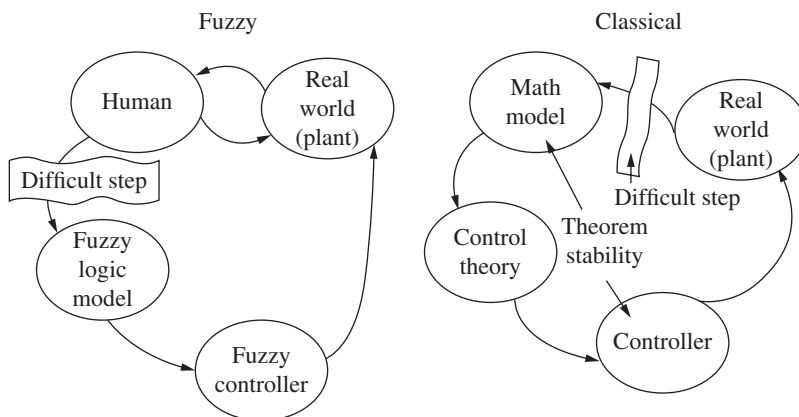 Fuzzy
Human
Real
world
(plant)
Difficult step
Fuzzy
logic
model
Fuzzy
controller
Classical
Math
model
Real
world
(plant)
Difficult step
Control
theory
Theorem
stability
Controller